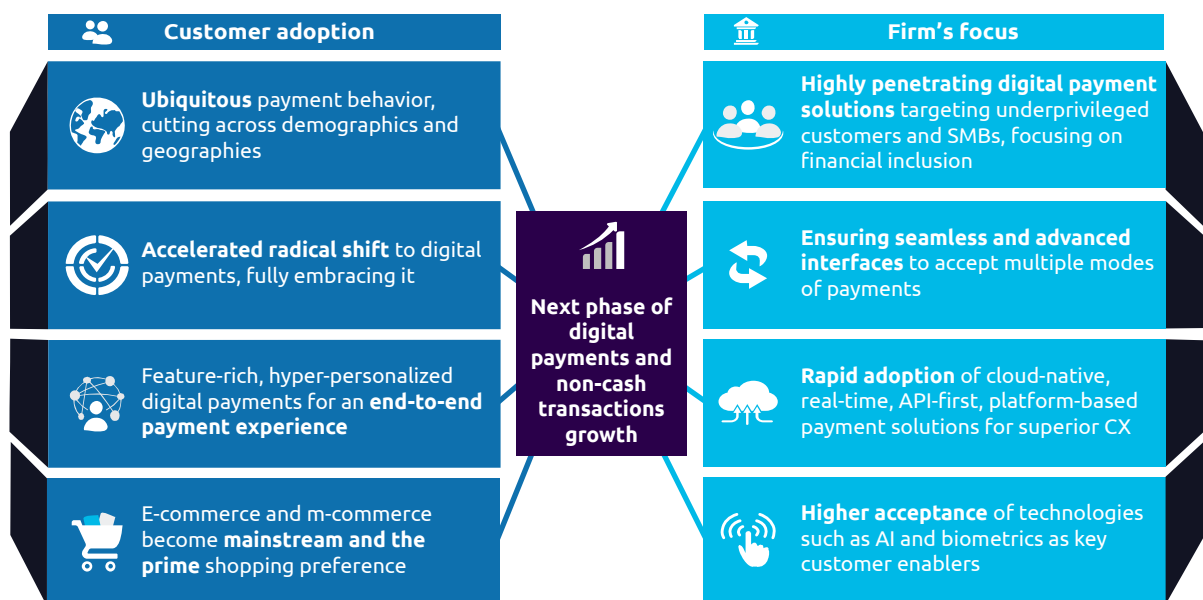 Customer adoption
Ubiquitous payment behavior,
cutting across demographics and
geographies
Accelerated radical shift to digital
payments, fully embracing it
Feature-rich, hyper-personalized
digital payments for an end-to-end
payment experience
E-commerce and m-commerce
become mainstream and the
prime shopping preference
Next phase of
digital
payments and
non-cash
transactions
growth
Firm's focus
Highly penetrating digital payment
solutions targeting underprivileged
customers and SMBs, focusing on
financial inclusion
Ensuring seamless and advanced
interfaces to accept multiple modes
of payments
Rapid adoption of cloud-native,
real-time, API-first, platform-based
payment solutions for superior CX
Higher acceptance of technologies
such as AI and biometrics as key
customer enablers